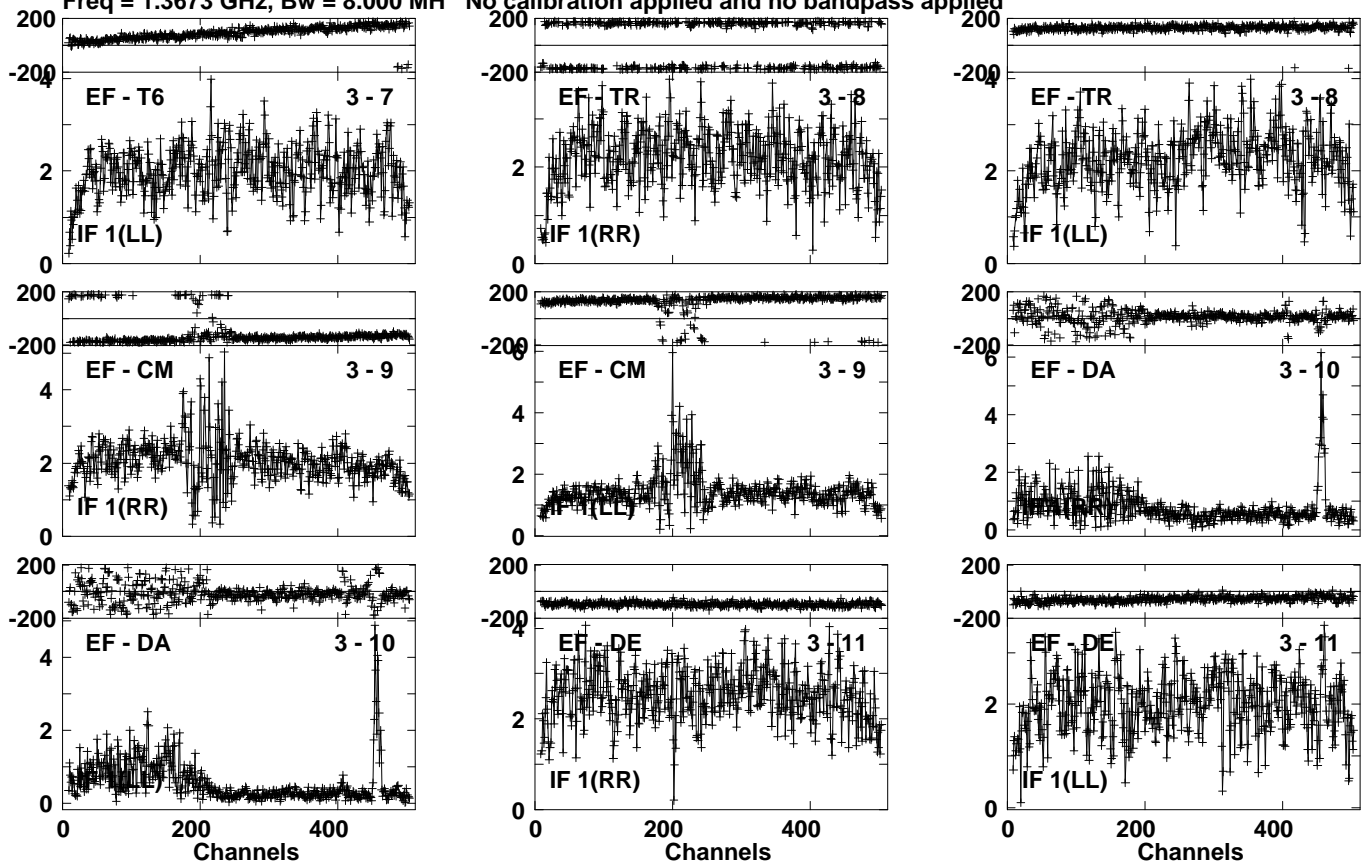 Freq = 1.3673 GHz, Bw = 8.000 MH No calibration applied and no bandpass applied
200 200 200
-200 -200 -200
4 4
EF - T6 3 - 7 EF - TR 3 - 8 EF - TR 3 - 8
2 2 2
IF 1(LL) IF 1(RR) IF 1(LL)
0 0 0
200 200 200
-200 -200 -200
6 6
EF - CM 3 - 9 EF - CM 3 - 9 EF - DA 3 - 10
4 4 4
2 2 2
IF 1(RR) IF 1(LL) IF 1(RR)
0 0 0
200 200 200
-200 -200 -200
4 4
EF - DA 3 - 10 EF - DE 3 - 11 EF - DE 3 - 11
2 2 2
IF 1(RR) IF 1(LL)
0 0 0
0 200 400 0 200 400 0 200 400
Channels Channels Channels